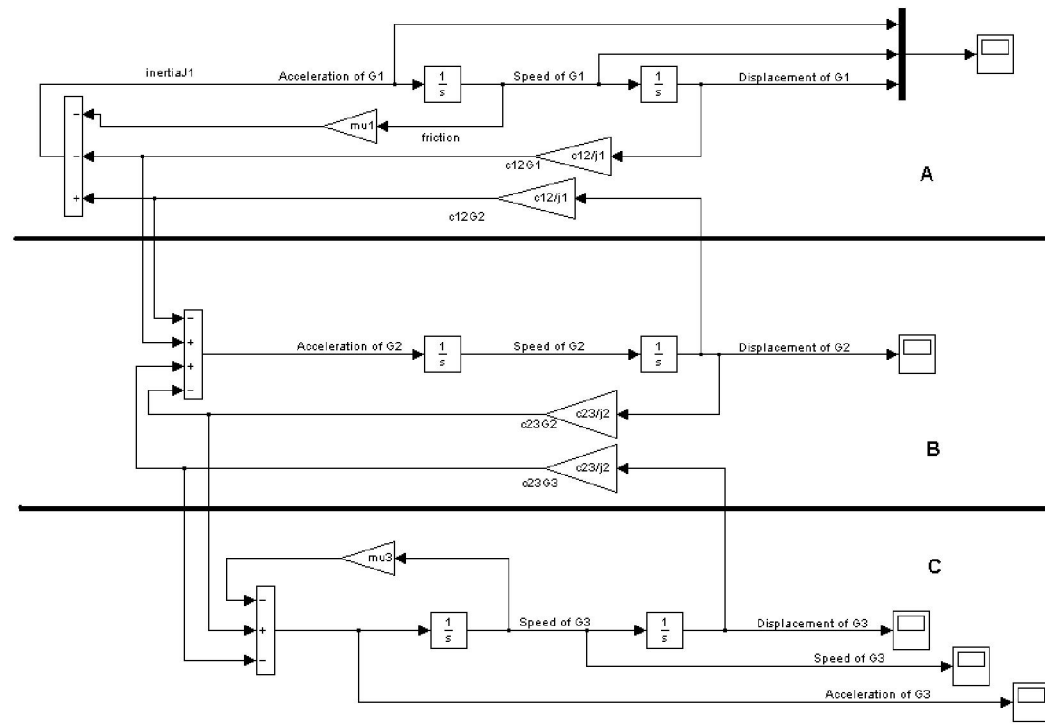 inertiaJ1
Acceleration of G1
1
s
Speed of G1
1
s
Displacement of G1
−
mu1
friction
−
c12G1
c12/j1
A
+
c12/j1
c12G2
−
+
Acceleration of G2
1
s
Speed of G2
1
s
Displacement of G2
+
−
c23/j2
c23G2
B
c23/j2
c23G3
mu3
C
−
+
1
s
Speed of G3
1
s
Displacement of G3
−
Speed of G3
Acceleration of G3